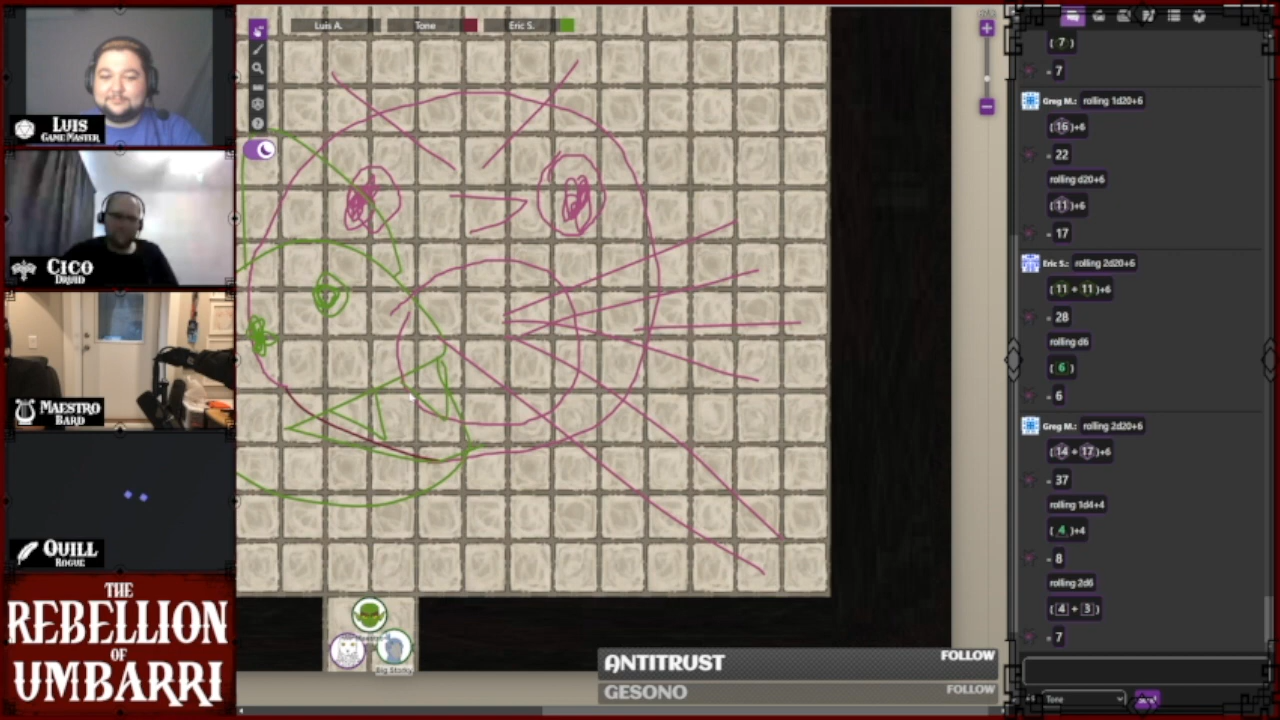 LUIS
GAME MASTER
CICO
DRUID
MAESTRO
BARD
QUILL
ROGUE
THE
REBELLION
OF
UMBARRI
Luis A.
Tone
Eric S.
Big Storky
ANTITRUST
FOLLOW
GESONO
FOLLOW
(7)
=7
Greg M.: rolling 1d20+6
(16)+6
=22
rolling d20+6
(11)+6
=17
Eric S.: rolling 2d20+6
(11+11)+6
=28
rolling d6
(6)
=6
Greg M.: rolling 2d20+6
(14+17)+6
=37
rolling 1d4+4
(4)+4
=8
rolling 2d6
(4+3)
=7
Tone